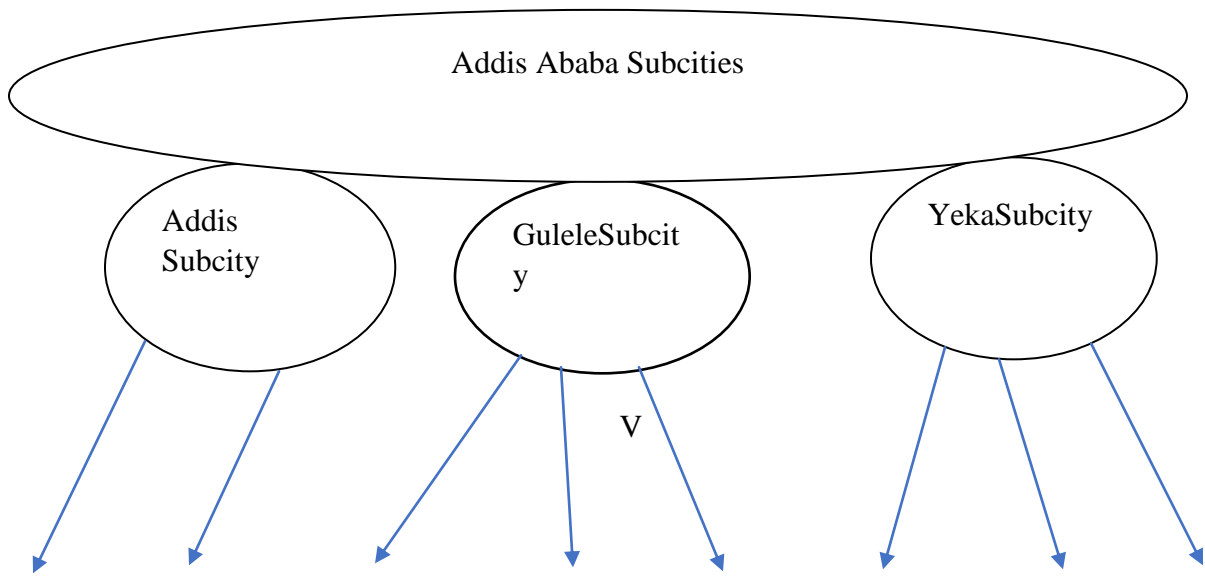 Addis Ababa Subcities
Addis
Subcity
GuleleSubcit
y
YekaSubcity
V